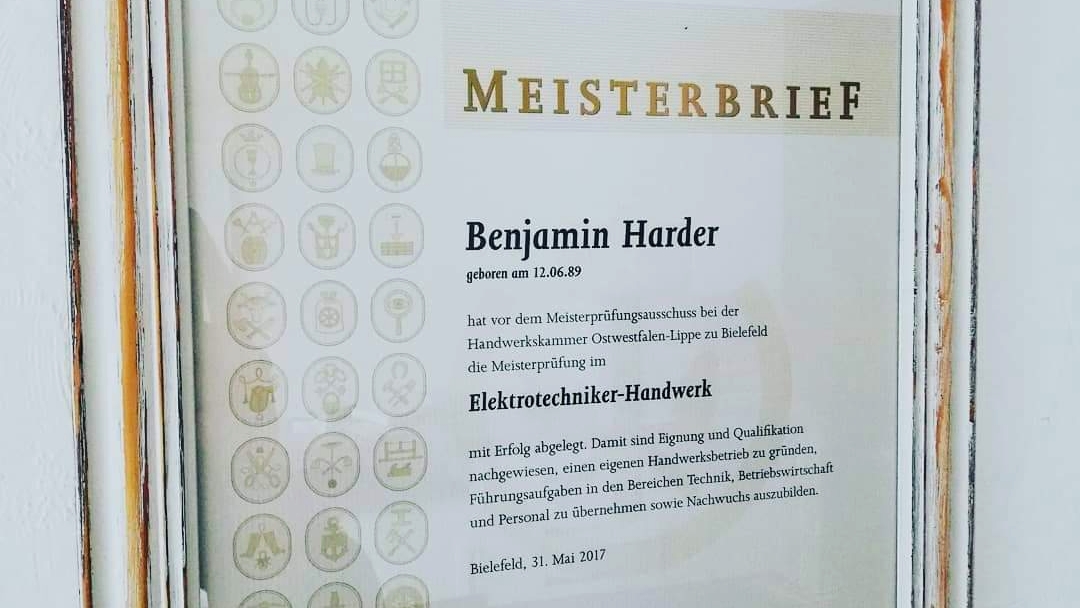 MEISTERBRIEF
Benjamin Harder
geboren am 12.06.89
hat vor dem Meisterprüfungsausschuss bei der
Handwerkskammer Ostwestfalen-Lippe zu Bielefeld
die Meisterprüfung im
Elektrotechniker-Handwerk
mit Erfolg abgelegt. Damit sind Eignung und Qualifikation
nachgewiesen, einen eigenen Handwerksbetrieb zu gründen,
Führungsaufgaben in den Bereichen Technik, Betriebswirtschaft
und Personal zu übernehmen sowie Nachwuchs auszubilden.
Bielefeld, 31. Mai 2017